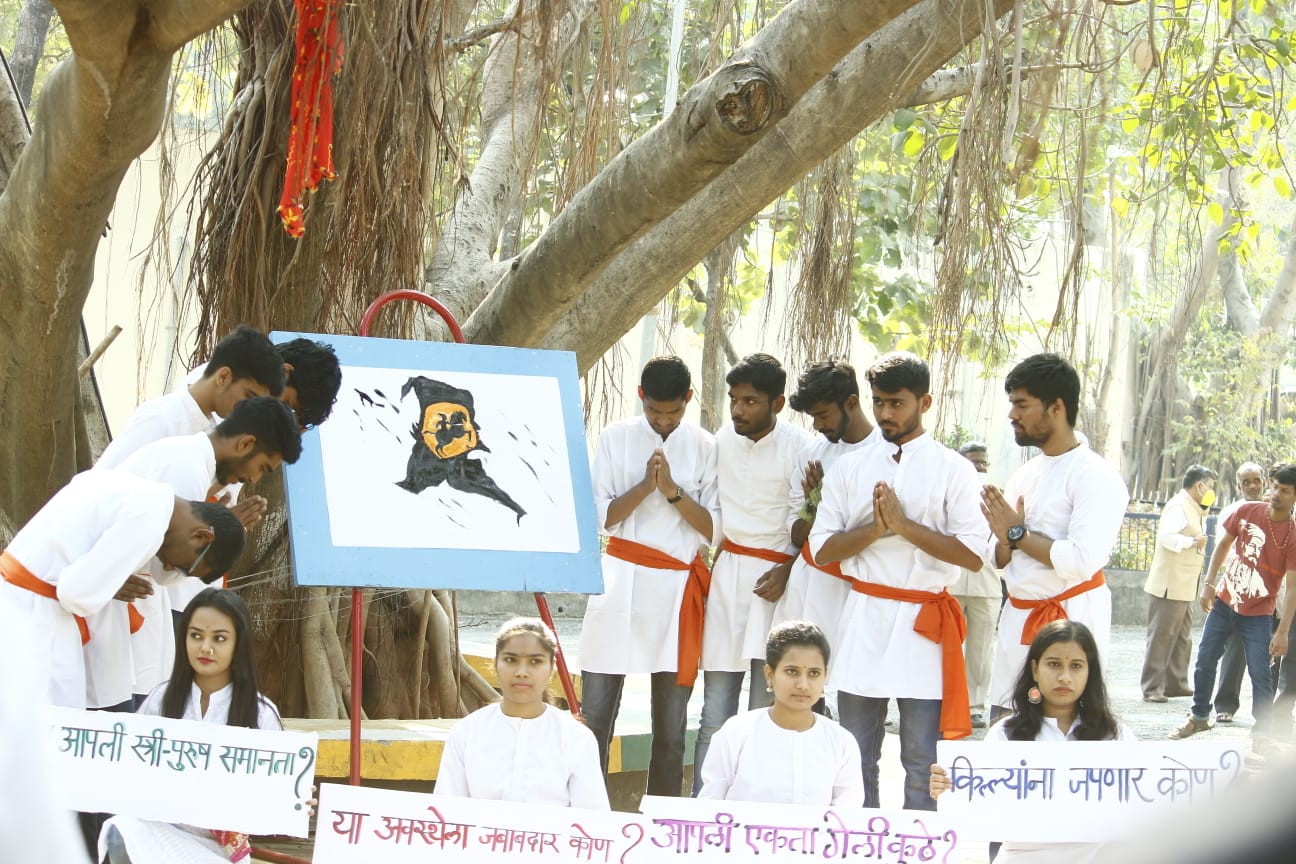 आपली स्त्री-पुरुष समानता?
या अवस्थेला जबाबदार कोण?
आपली एकता गेली कुठे?
किल्ल्यांना जपणार कोण?